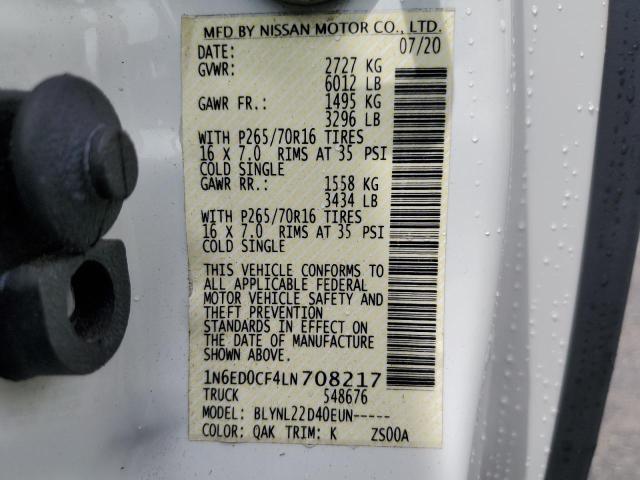 MFD BY NISSAN MOTOR CO., LTD.
DATE: 07/20
GVWR: 2727 KG
6012 LB
GAWR FR.: 1495 KG
3296 LB
WITH P265/70R16 TIRES
16 X 7.0 RIMS AT 35 PSI
COLD SINGLE
GAWR RR.: 1558 KG
3434 LB
WITH P265/70R16 TIRES
16 X 7.0 RIMS AT 35 PSI
COLD SINGLE
THIS VEHICLE CONFORMS TO
ALL APPLICABLE FEDERAL
MOTOR VEHICLE SAFETY AND
THEFT PREVENTION
STANDARDS IN EFFECT ON
THE DATE OF MANUFACTURE
SHOWN ABOVE.
1N6ED0CF4LN708217
TRUCK 548676
MODEL: BLYNL22D40EUN-----
COLOR: QAK TRIM: K ZS00A